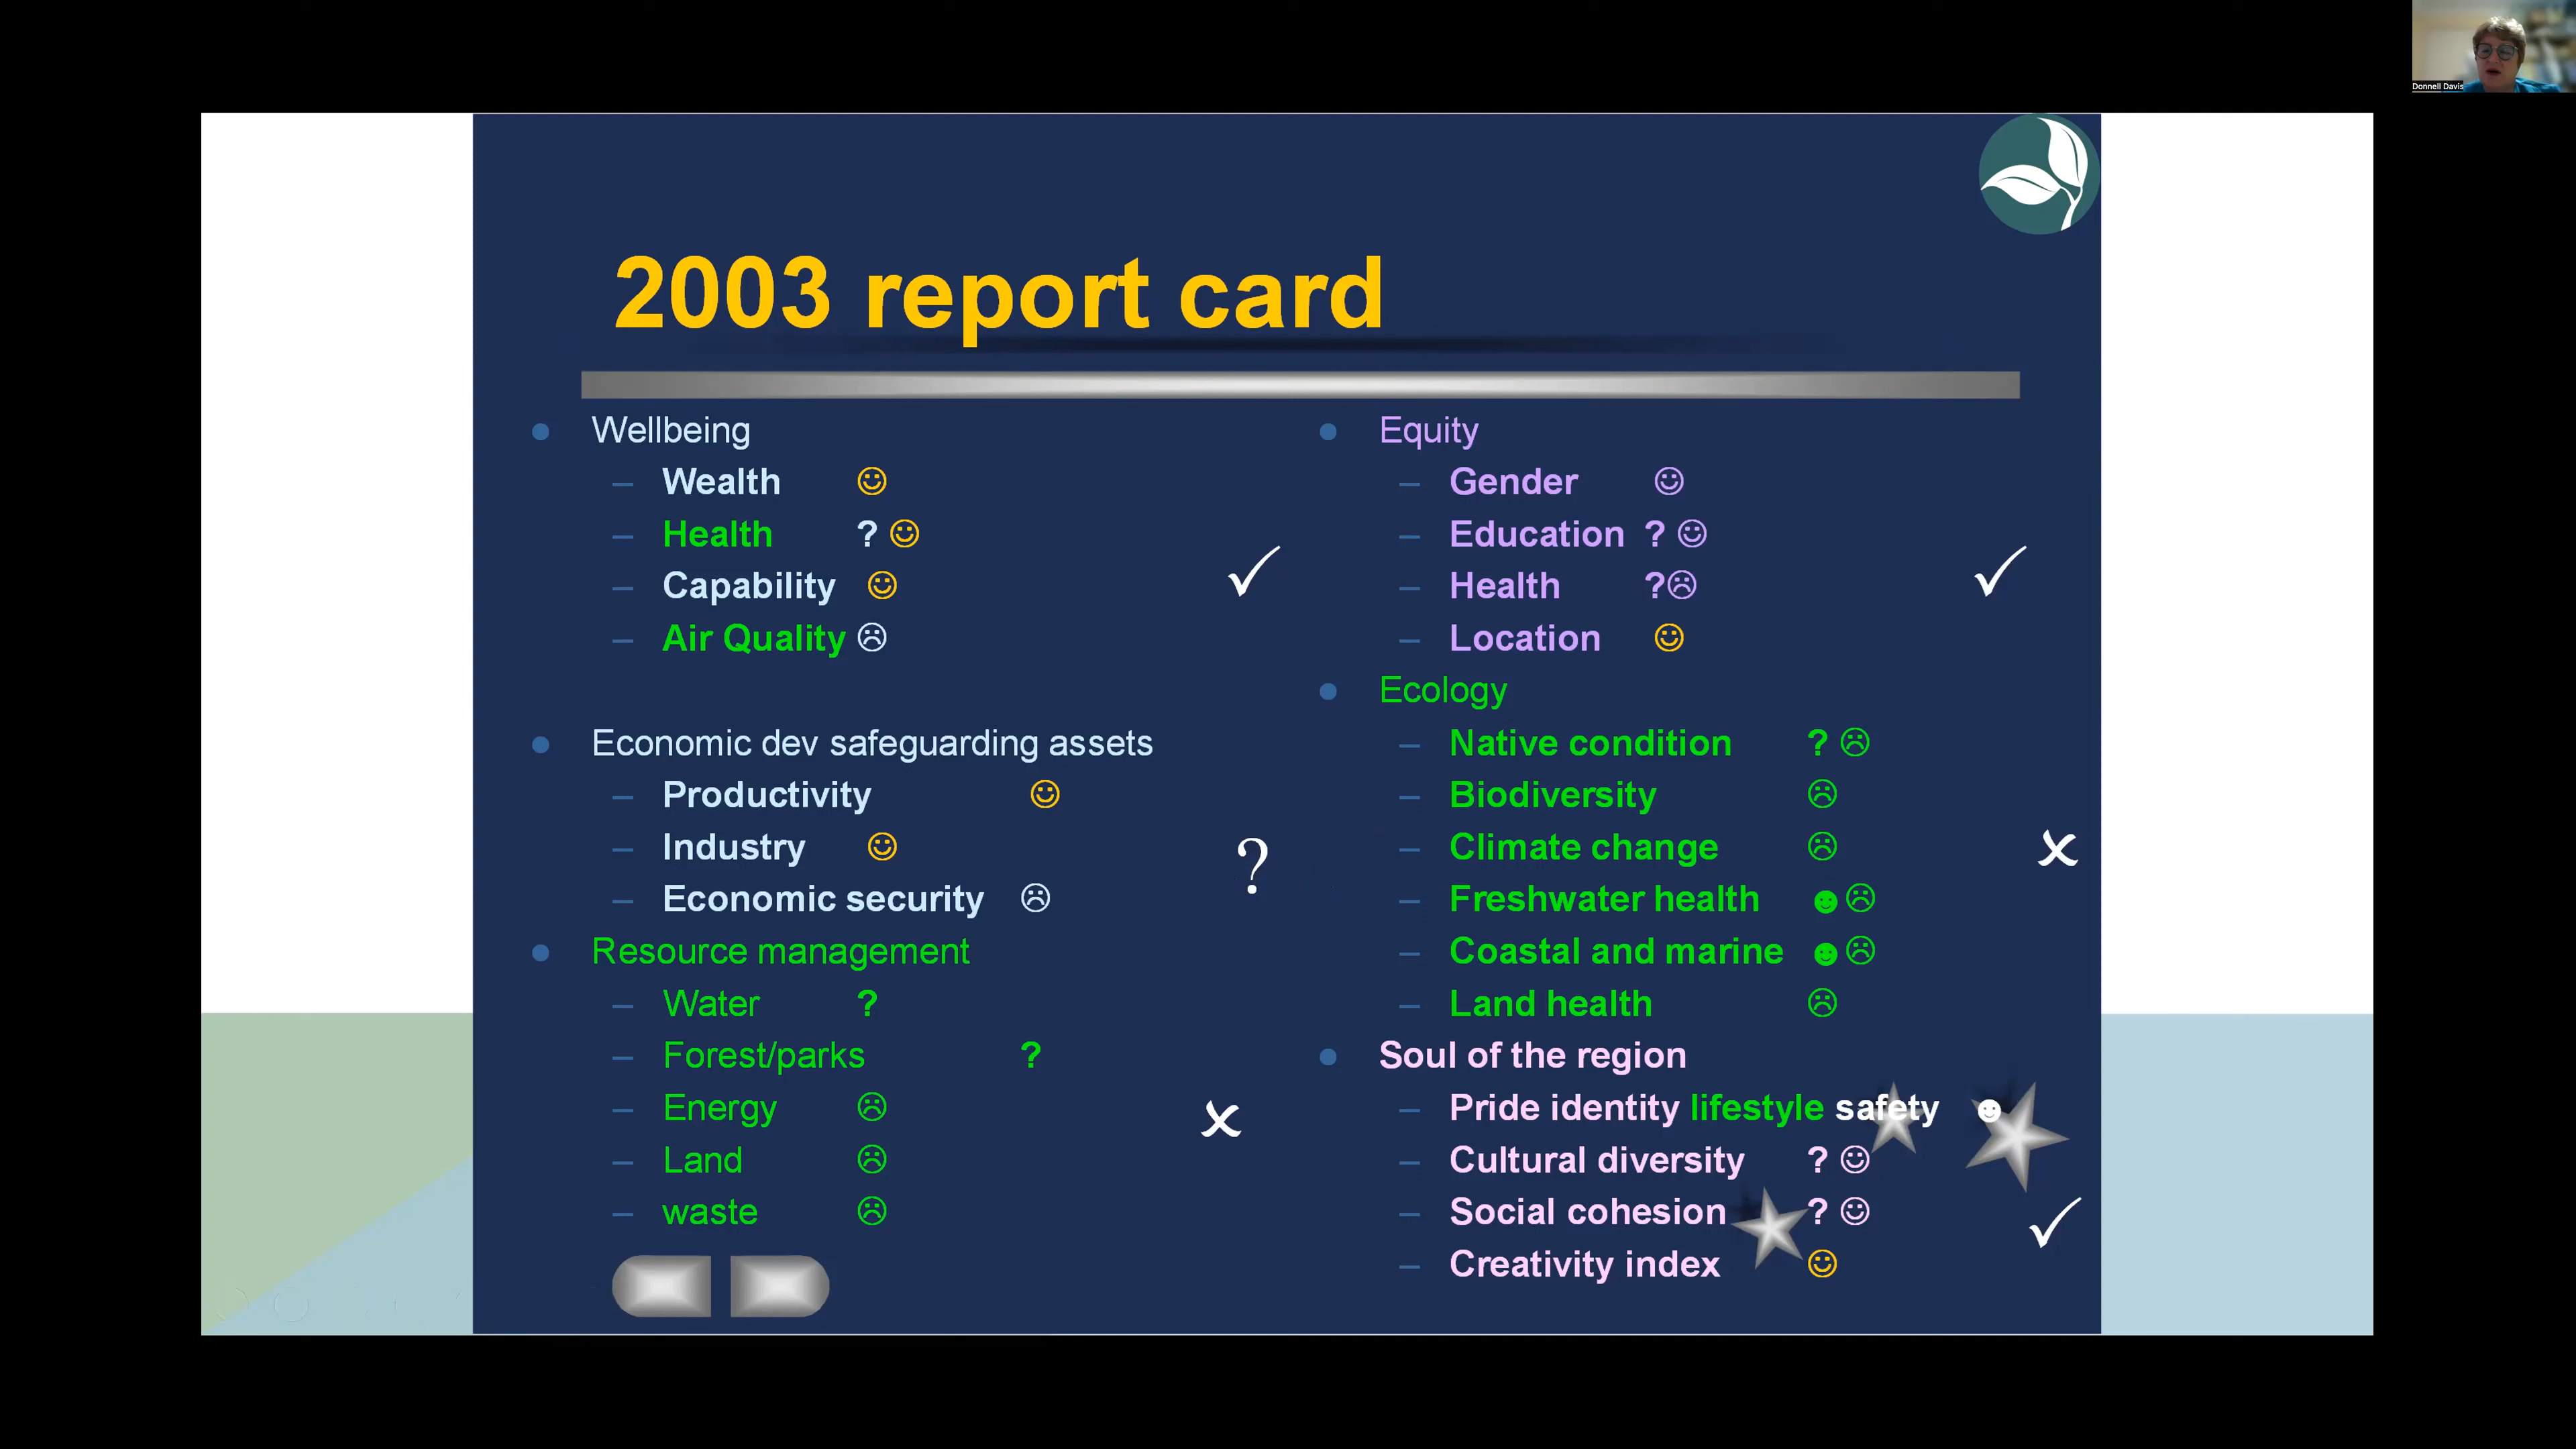 Donnell Davis
2003 report card
Wellbeing
– Wealth ☺
– Health ? ☺
– Capability ☺
– Air Quality ☹
✓
Economic dev safeguarding assets
– Productivity ☺
– Industry ☺
– Economic security ☹
?
Resource management
– Water ?
– Forest/parks ?
– Energy ☹
– Land ☹
– waste ☹
✗
Equity
– Gender ☺
– Education ? ☺
– Health ?☹
– Location ☺
✓
Ecology
– Native condition ? ☹
– Biodiversity ☹
– Climate change ☹
– Freshwater health ☻☹
– Coastal and marine ☻☹
– Land health ☹
✗
Soul of the region
– Pride identity lifestyle safety ☻
– Cultural diversity ? ☺
– Social cohesion ? ☺
– Creativity index ☺
✓